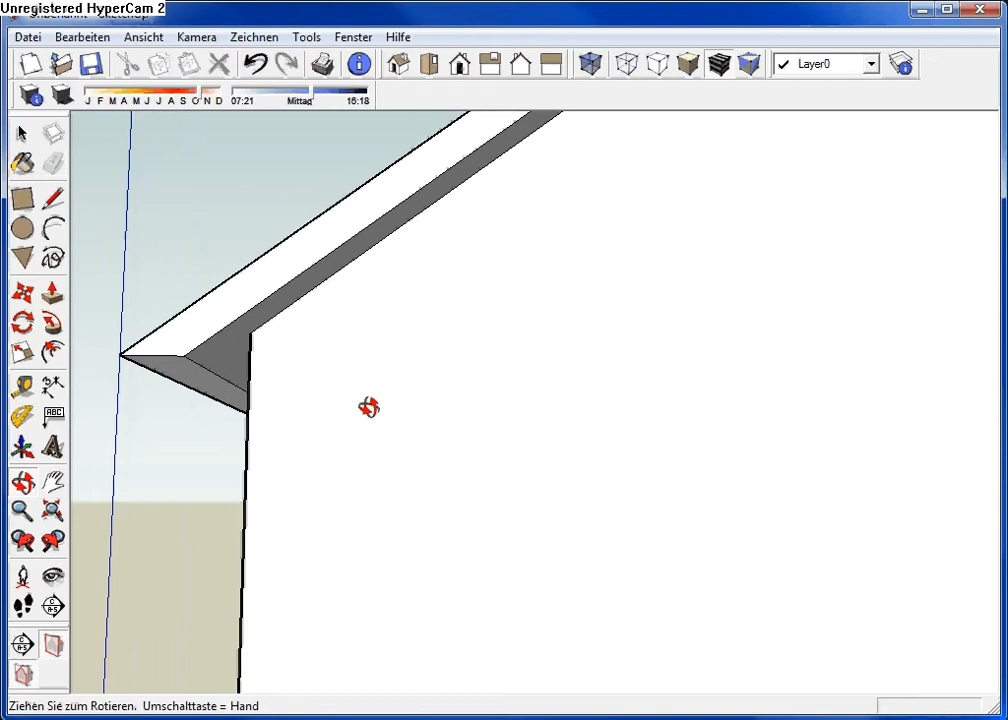 Unregistered HyperCam 2
Datei Bearbeiten Ansicht Kamera Zeichnen Tools Fenster Hilfe
Layer0
J F M A M J J A S O N D 07:21 Mittag 16:18
ABC
Ziehen Sie zum Rotieren. Umschalttaste = Hand